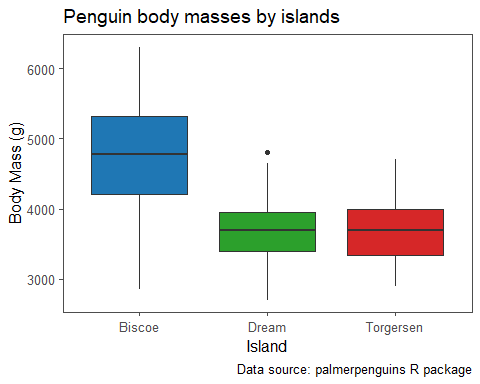 Penguin body masses by islands
Body Mass (g)
6000
5000
4000
3000
Biscoe Dream Torgersen
Island
Data source: palmerpenguins R package